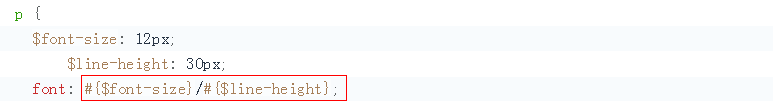 p {
$font-size: 12px;
$line-height: 30px;
font: #{$font-size}/#{$line-height};